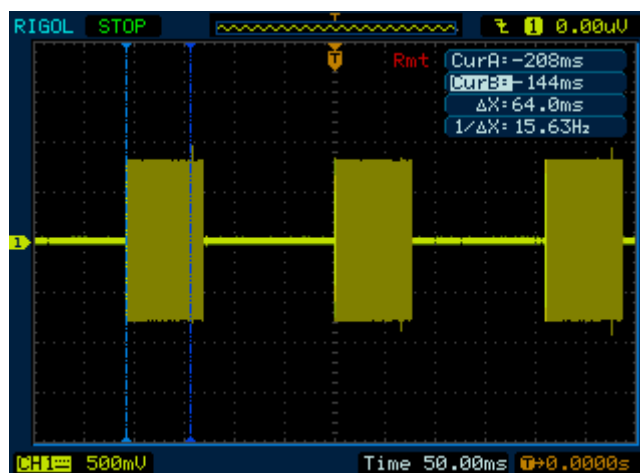 RIGOL STOP T 1 0.00uV
T Rmt CurA:-208ms
CurB:-144ms
ΔX: 64.0ms
1/ΔX: 15.63Hz
1
CH1 500mV Time 50.00ms T→0.0000s